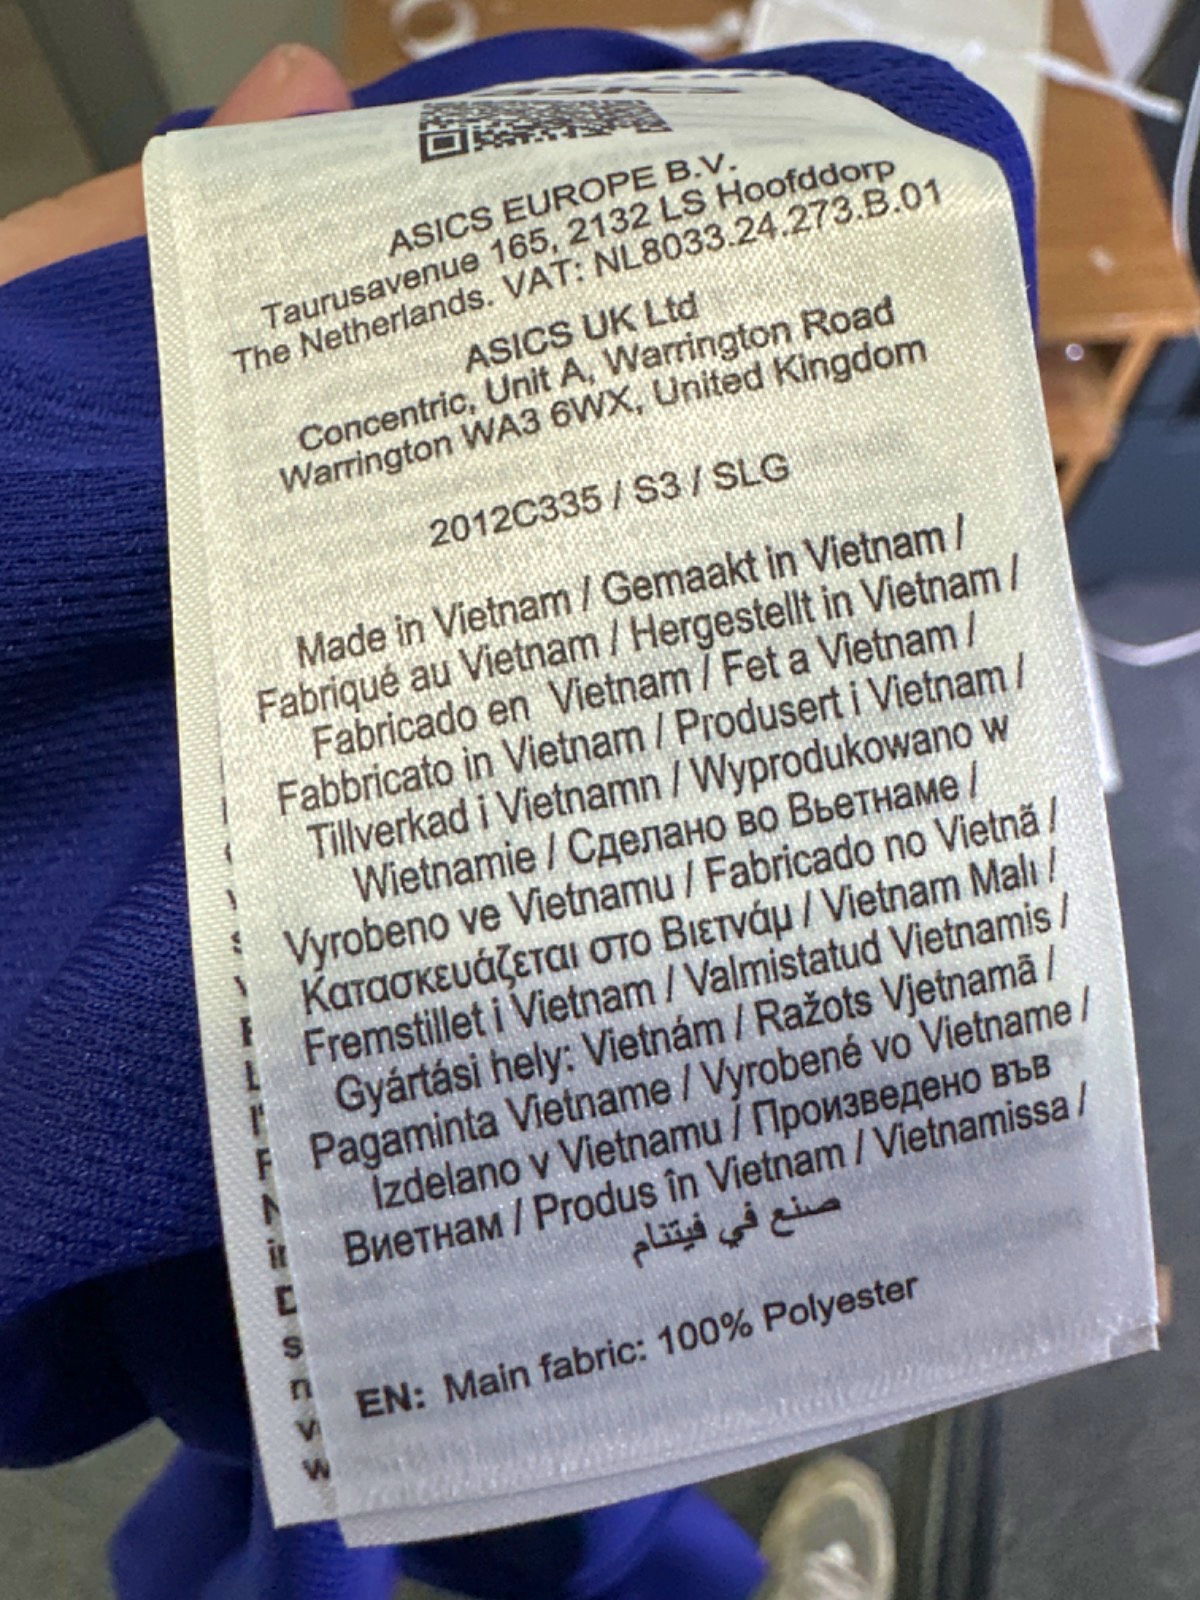 asics
ASICS EUROPE B.V.
Taurusavenue 165, 2132 LS Hoofddorp
The Netherlands. VAT: NL8033.24.273.B.01
ASICS UK Ltd
Concentric, Unit A, Warrington Road
Warrington WA3 6WX, United Kingdom
2012C335 / S3 / SLG
Made in Vietnam / Gemaakt in Vietnam /
Fabriqué au Vietnam / Hergestellt in Vietnam /
Fabricado en Vietnam / Fet a Vietnam /
Fabbricato in Vietnam / Produsert i Vietnam /
Tillverkad i Vietnamn / Wyprodukowano w
Wietnamie / Сделано во Вьетнаме /
Vyrobeno ve Vietnamu / Fabricado no Vietnã /
Κατασκευάζεται στο Βιετνάμ / Vietnam Malı /
Fremstillet i Vietnam / Valmistatud Vietnamis /
Gyártási hely: Vietnám / Ražots Vjetnamā /
Pagaminta Vietname / Vyrobené vo Vietname /
Izdelano v Vietnamu / Произведено във
Виетнам / Produs în Vietnam / Vietnamissa /
صنع في فيتنام
EN: Main fabric: 100% Polyester